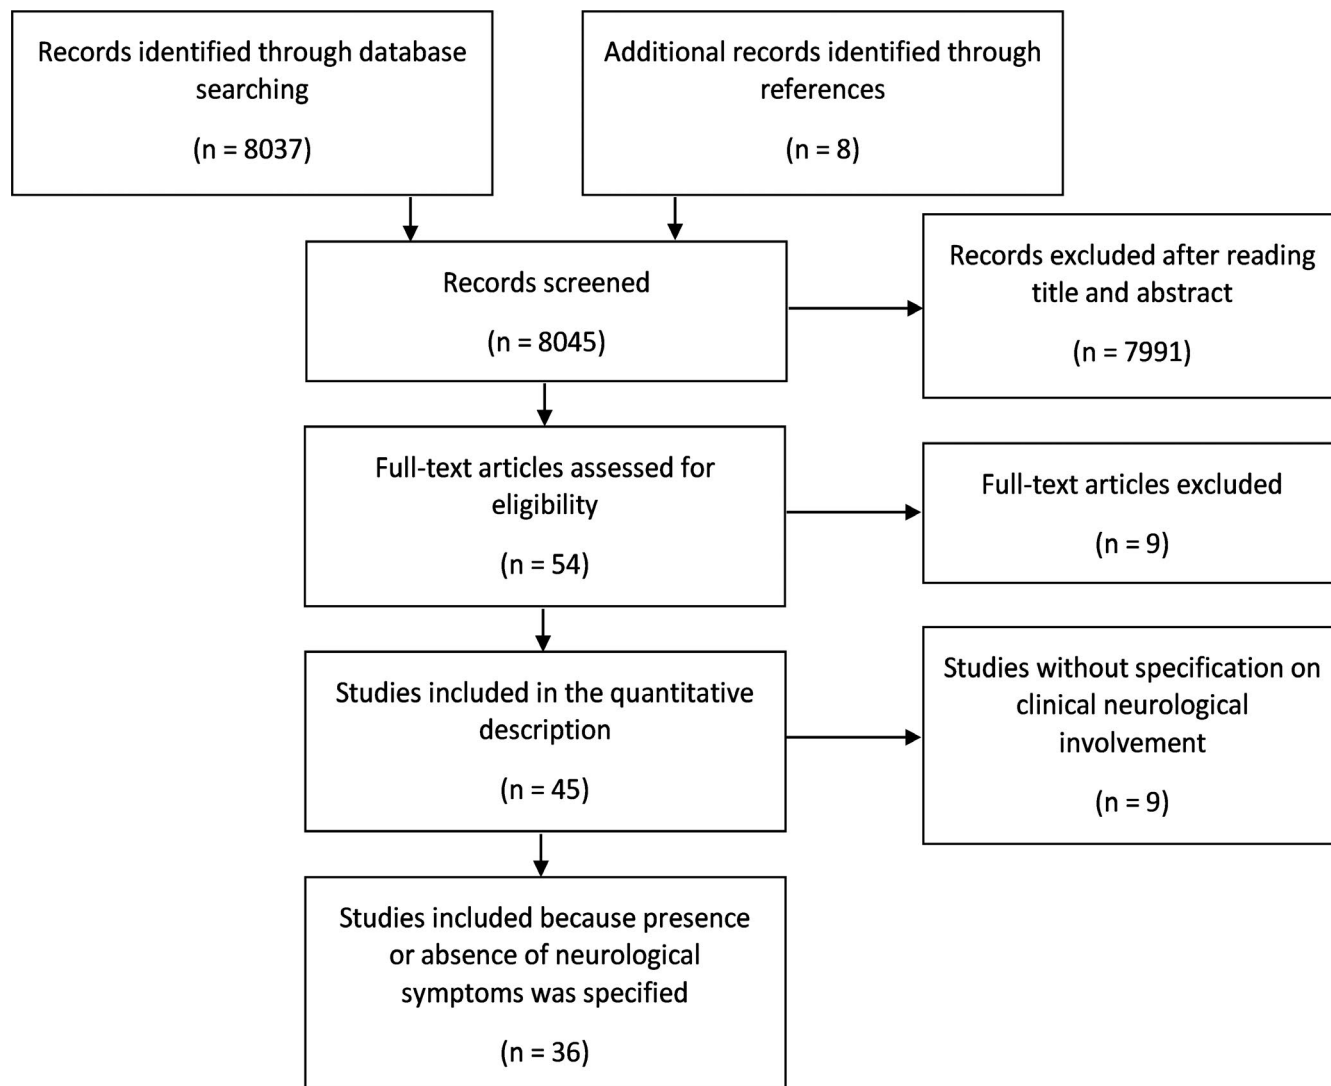 Records identified through database
searching
(n = 8037)
Additional records identified through
references
(n = 8)
Records screened
(n = 8045)
Records excluded after reading
title and abstract
(n = 7991)
Full-text articles assessed for
eligibility
(n = 54)
Full-text articles excluded
(n = 9)
Studies included in the quantitative
description
(n = 45)
Studies without specification on
clinical neurological
involvement
(n = 9)
Studies included because presence
or absence of neurological
symptoms was specified
(n = 36)